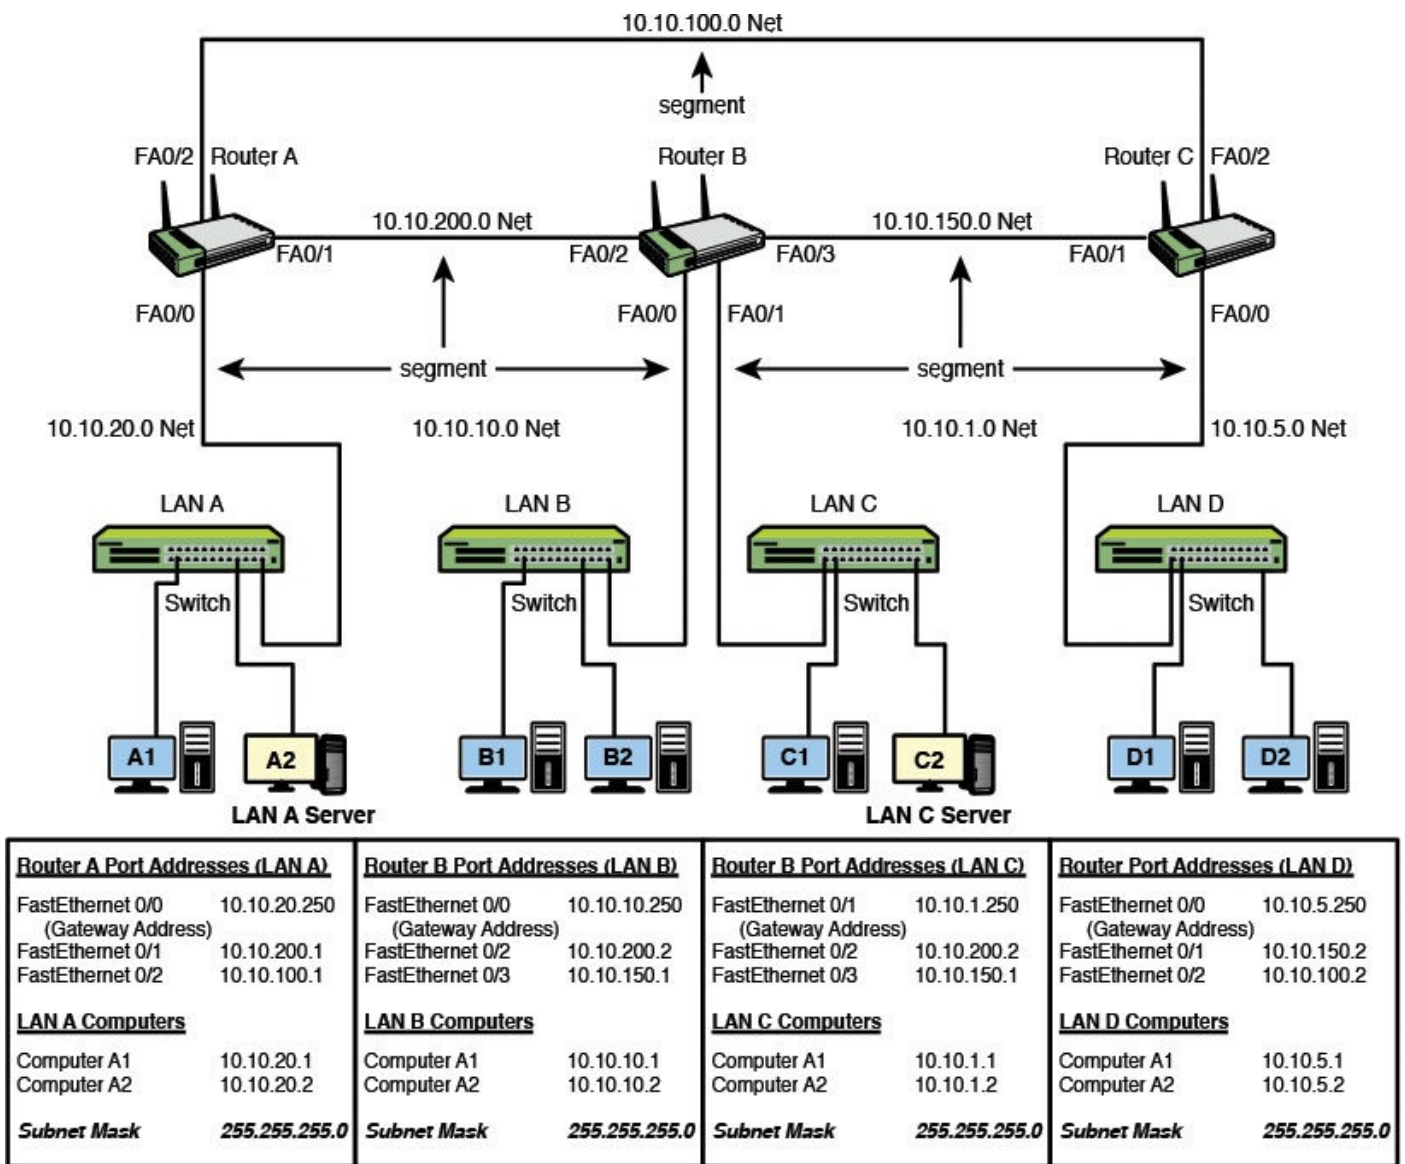 10.10.100.0 Net
segment
FA0/2 Router A
Router B
Router C FA0/2
10.10.200.0 Net
10.10.150.0 Net
FA0/1
FA0/2
FA0/3
FA0/1
FA0/0
FA0/0
FA0/1
FA0/0
segment
segment
10.10.20.0 Net
10.10.10.0 Net
10.10.1.0 Net
10.10.5.0 Net
LAN A
LAN B
LAN C
LAN D
Switch
Switch
Switch
Switch
A1
A2
B1
B2
C1
C2
D1
D2
LAN A Server
LAN C Server
Router A Port Addresses (LAN A)
FastEthernet 0/0 10.10.20.250
(Gateway Address)
FastEthernet 0/1 10.10.200.1
FastEthernet 0/2 10.10.100.1
LAN A Computers
Computer A1 10.10.20.1
Computer A2 10.10.20.2
Subnet Mask 255.255.255.0
Router B Port Addresses (LAN B)
FastEthernet 0/0 10.10.10.250
(Gateway Address)
FastEthernet 0/2 10.10.200.2
FastEthernet 0/3 10.10.150.1
LAN B Computers
Computer A1 10.10.10.1
Computer A2 10.10.10.2
Subnet Mask 255.255.255.0
Router B Port Addresses (LAN C)
FastEthernet 0/1 10.10.1.250
(Gateway Address)
FastEthernet 0/2 10.10.200.2
FastEthernet 0/3 10.10.150.1
LAN C Computers
Computer A1 10.10.1.1
Computer A2 10.10.1.2
Subnet Mask 255.255.255.0
Router Port Addresses (LAN D)
FastEthernet 0/0 10.10.5.250
(Gateway Address)
FastEthernet 0/1 10.10.150.2
FastEthernet 0/2 10.10.100.2
LAN D Computers
Computer A1 10.10.5.1
Computer A2 10.10.5.2
Subnet Mask 255.255.255.0